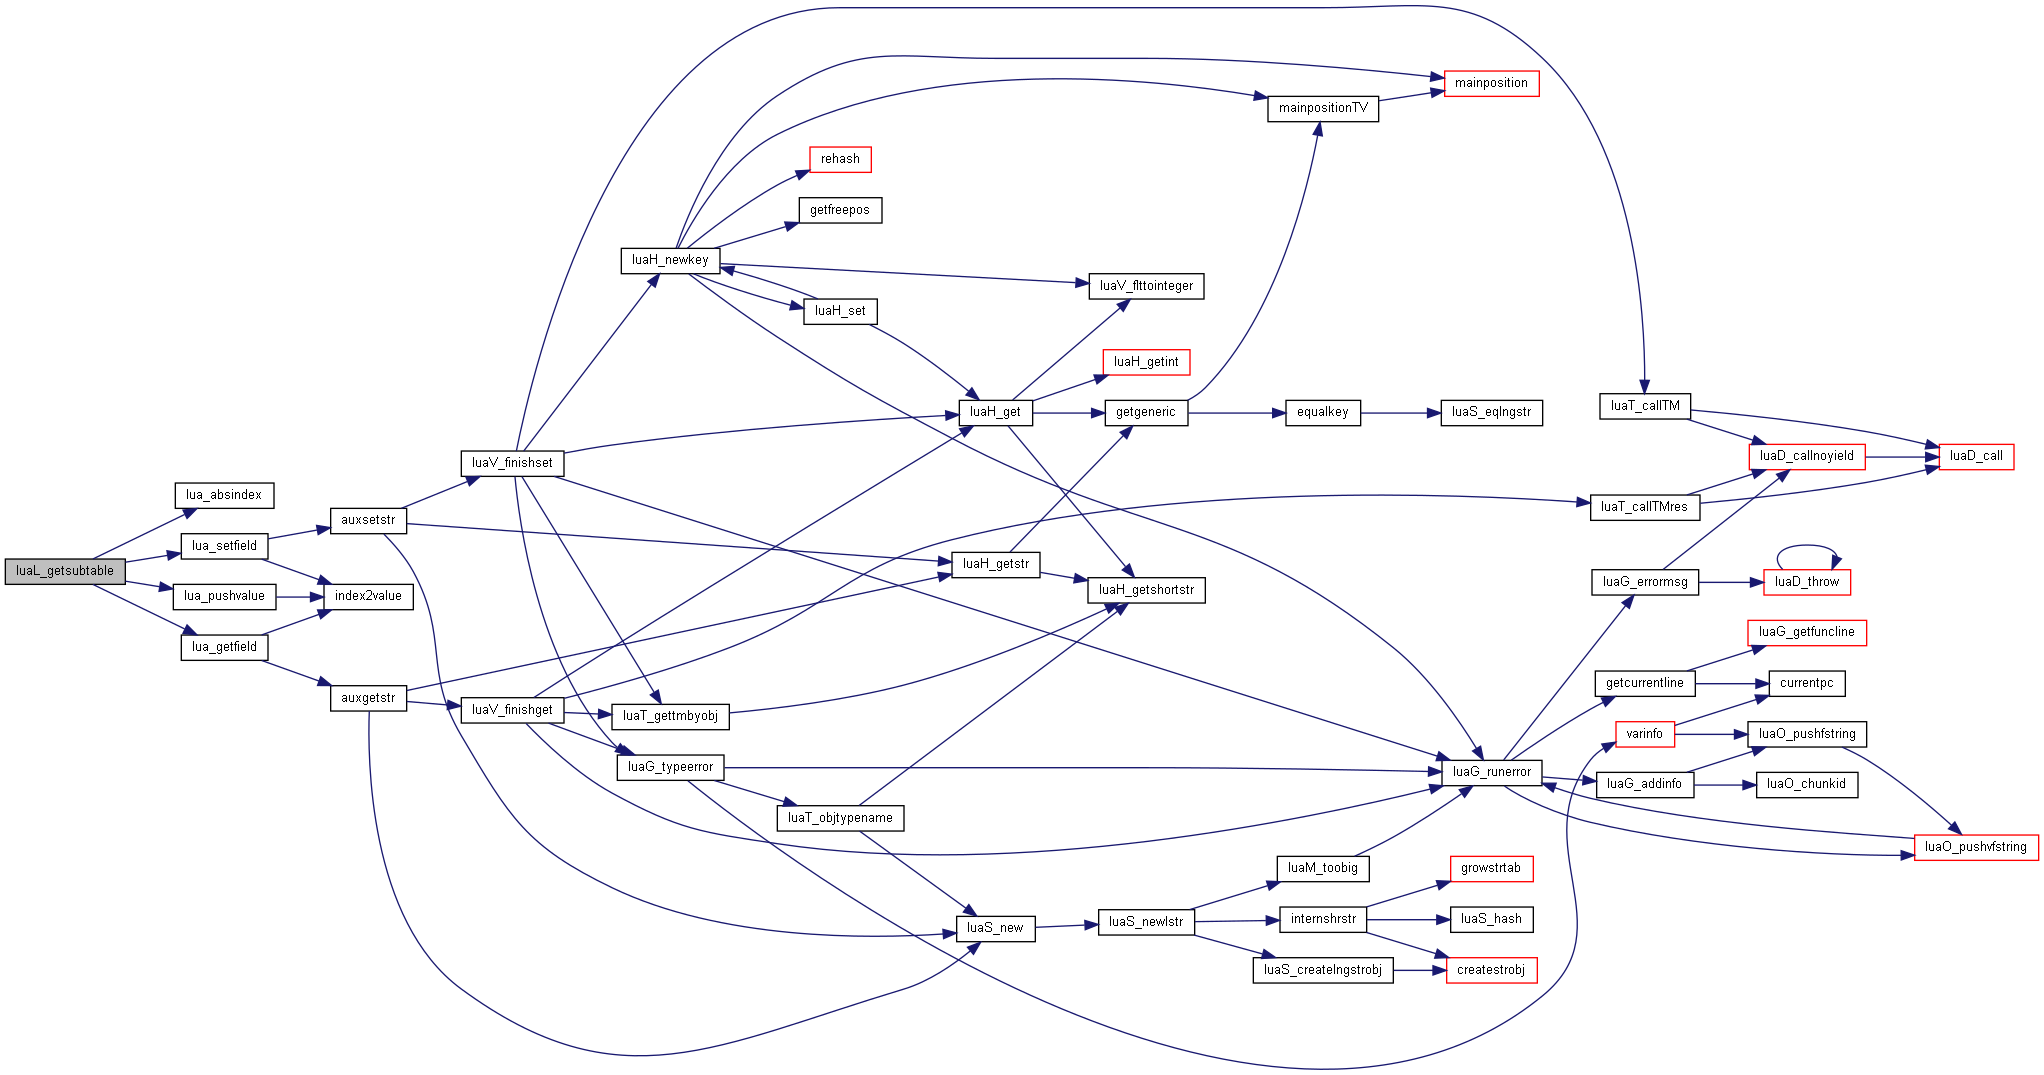 luaL_getsubtable
lua_absindex
lua_setfield
lua_pushvalue
lua_getfield
auxsetstr
index2value
auxgetstr
luaV_finishset
luaV_finishget
luaH_newkey
luaT_gettmbyobj
luaG_typeerror
rehash
getfreepos
luaH_set
luaT_objtypename
luaH_get
luaH_getstr
luaS_new
luaV_flttointeger
luaH_getint
getgeneric
luaH_getshortstr
luaS_newlstr
mainpositionTV
equalkey
luaM_toobig
internshrstr
luaS_createlngstrobj
mainposition
luaS_eqlngstr
luaG_runerror
growstrtab
luaS_hash
createstrobj
luaT_callTM
luaT_callTMres
luaG_errormsg
getcurrentline
varinfo
luaG_addinfo
luaD_callnoyield
luaD_throw
luaG_getfuncline
currentpc
luaO_pushfstring
luaO_chunkid
luaD_call
luaO_pushvfstring